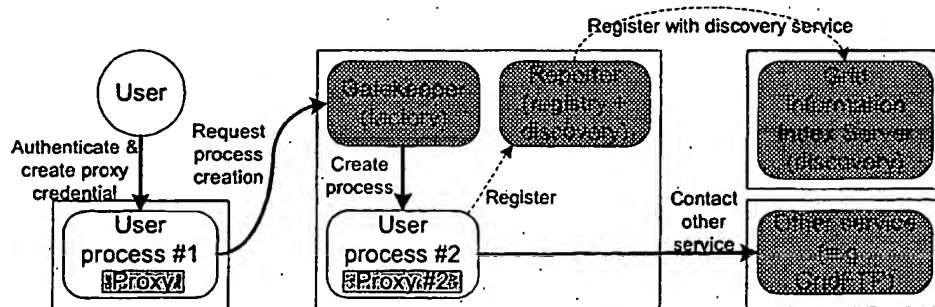 Register with discovery service
User
Gatekeeper
(factory)
Reporter
(registry +
discovery)
Grid
Information
Index Server
(discovery)
Authenticate &
create proxy
credential
Request
process
creation
Create
process
Register
Contact
other
service
User
process #1
Proxy
User
process #2
Proxy #2
Other service
(e.g.
GridFTP)